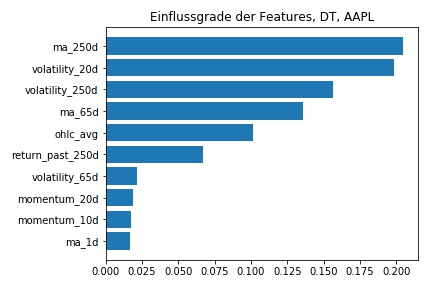 Einflussgrade der Features, DT, AAPL
ma_250d
volatility_20d
volatility_250d
ma_65d
ohlc_avg
return_past_250d
volatility_65d
momentum_20d
momentum_10d
ma_1d
0.000 0.025 0.050 0.075 0.100 0.125 0.150 0.175 0.200